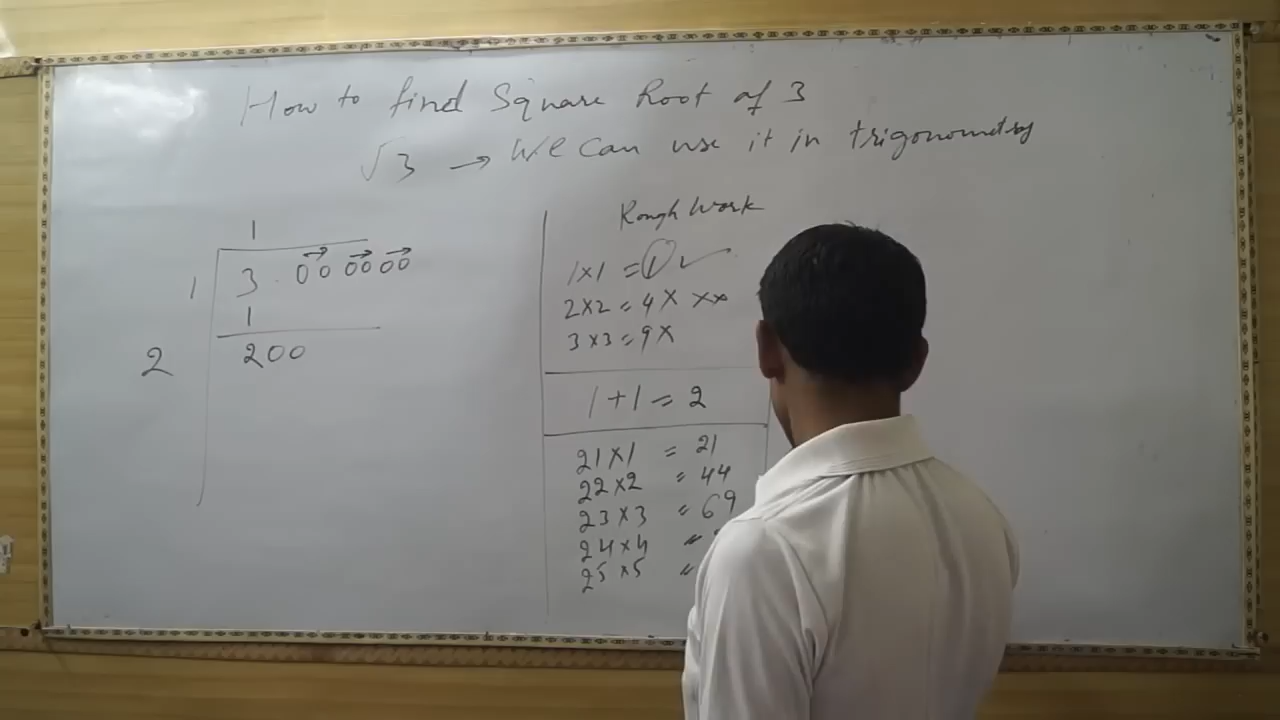 How to find Square Root of 3
√3 → We Can use it in trigonometry
1
1 3 . 00 00 00
1
2 200
Rough Work
1×1 = 1 ✓
2×2 = 4 × ××
3×3 = 9 ×
1+1 = 2
21×1 = 21
22×2 = 44
23×3 = 69
24×4 =
25×5 =